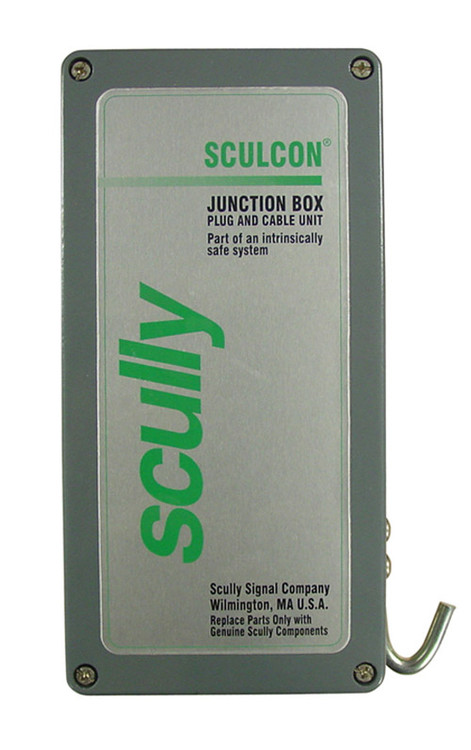 SCULCON®
JUNCTION BOX
PLUG AND CABLE UNIT
Part of an intrinsically
safe system
scully
Scully Signal Company
Wilmington, MA U.S.A.
Replace Parts Only with
Genuine Scully Components